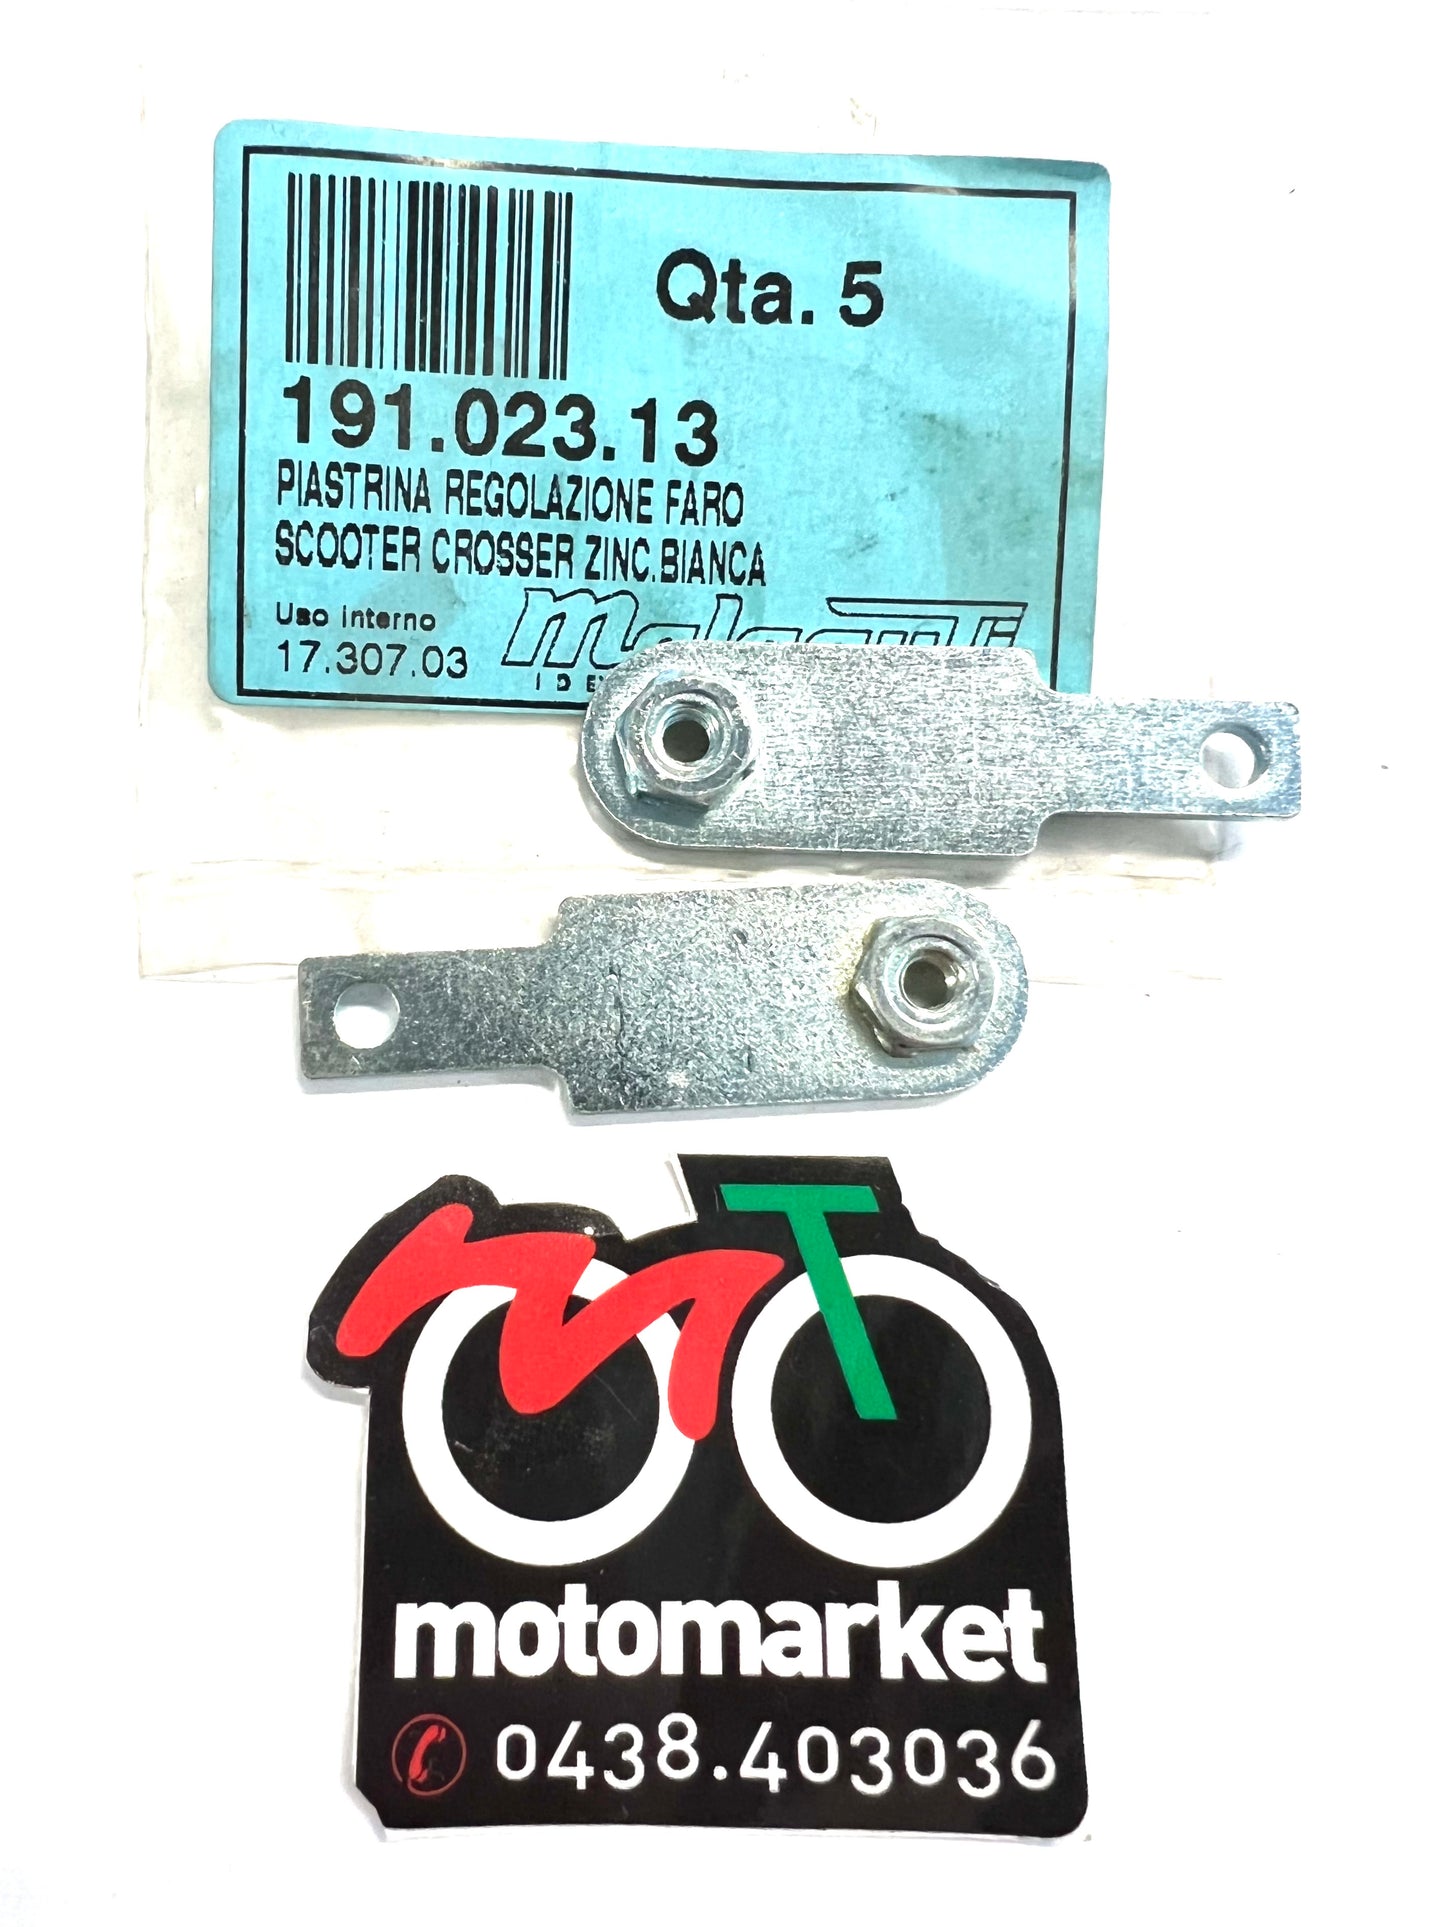 Qta. 5
191.023.13
PIASTRINA REGOLAZIONE FARO
SCOOTER CROSSER ZINC.BIANCA
Uso interno
17.307.03
mT
motomarket
0438.403036